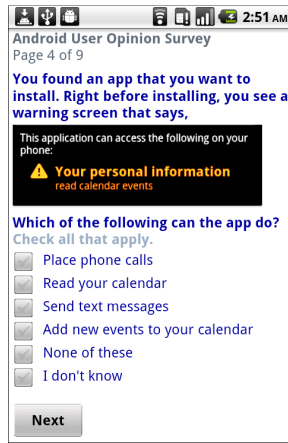 2:51 AM
Android User Opinion Survey
Page 4 of 9
You found an app that you want to
install. Right before installing, you see a
warning screen that says,
This application can access the following on your
phone:
Your personal information
read calendar events
Which of the following can the app do?
Check all that apply.
Place phone calls
Read your calendar
Send text messages
Add new events to your calendar
None of these
I don't know
Next